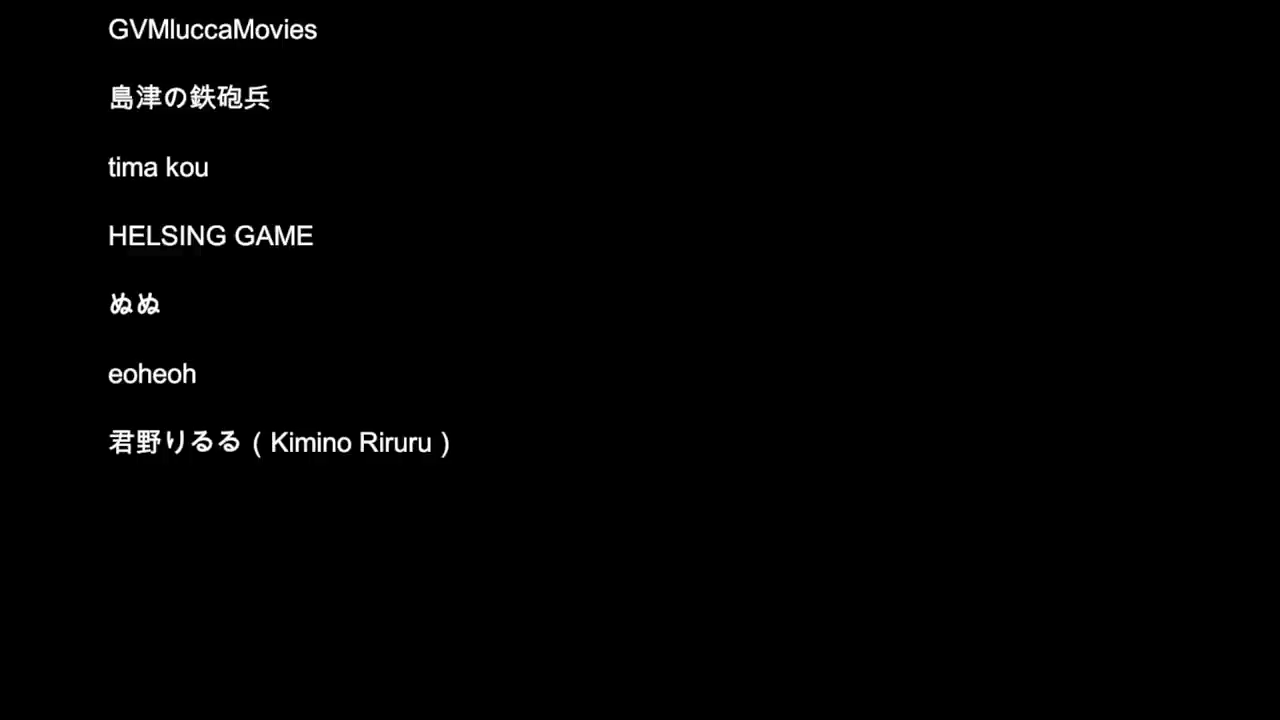 GVMluccaMovies
島津の鉄砲兵
tima kou
HELSING GAME
ぬぬ
eoheoh
君野りるる ( Kimino Riruru )